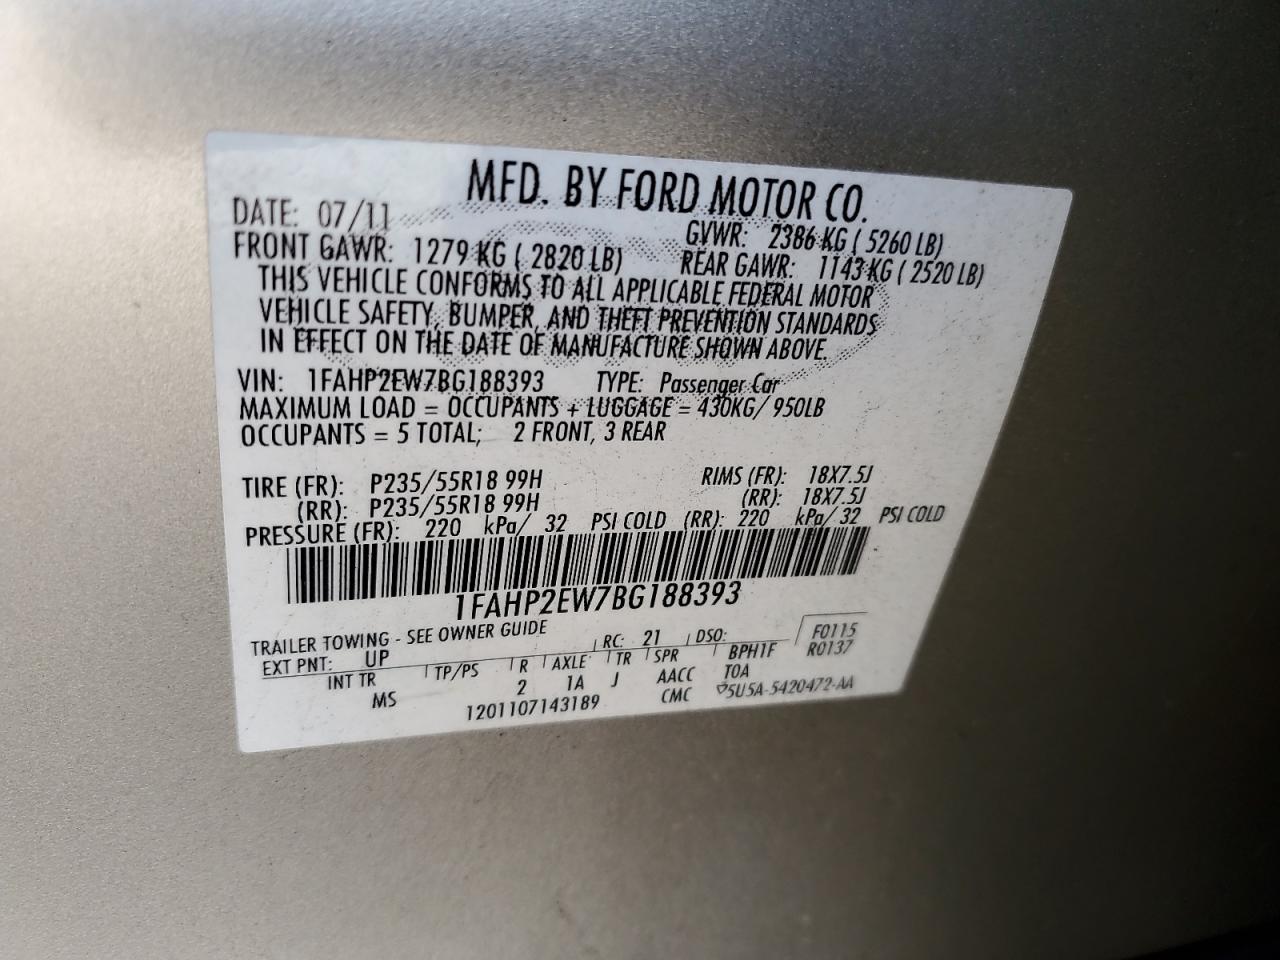 MFD. BY FORD MOTOR CO.
DATE: 07/11 GVWR: 2386 KG ( 5260 LB)
FRONT GAWR: 1279 KG ( 2820 LB) REAR GAWR: 1143 KG ( 2520 LB)
THIS VEHICLE CONFORMS TO ALL APPLICABLE FEDERAL MOTOR
VEHICLE SAFETY, BUMPER, AND THEFT PREVENTION STANDARDS
IN EFFECT ON THE DATE OF MANUFACTURE SHOWN ABOVE.
VIN: 1FAHP2EW7BG188393 TYPE: Passenger Car
MAXIMUM LOAD = OCCUPANTS + LUGGAGE = 430KG/ 950LB
OCCUPANTS = 5 TOTAL; 2 FRONT, 3 REAR
TIRE (FR): P235/55R18 99H RIMS (FR): 18X7.5J
(RR): P235/55R18 99H (RR): 18X7.5J
PRESSURE (FR): 220 kPa/ 32 PSI COLD (RR): 220 kPa/ 32 PSI COLD
1FAHP2EW7BG188393
TRAILER TOWING - SEE OWNER GUIDE F0115
EXT PNT: UP RC: 21 DSO: R0137
INT TR TP/PS R AXLE TR SPR BPH1F
MS 2 1A J AACC T0A
1201107143189 CMC 5U5A-5420472-AA